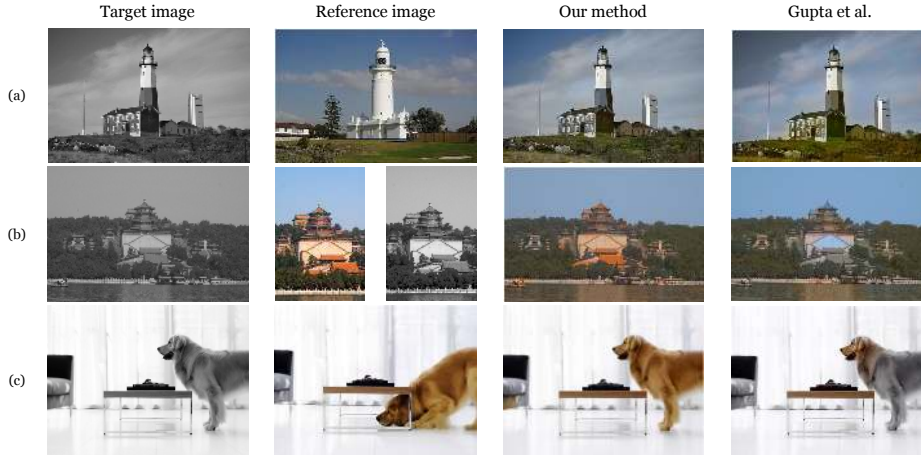 Target image
Reference image
Our method
Gupta et al.
(a)
(b)
(c)